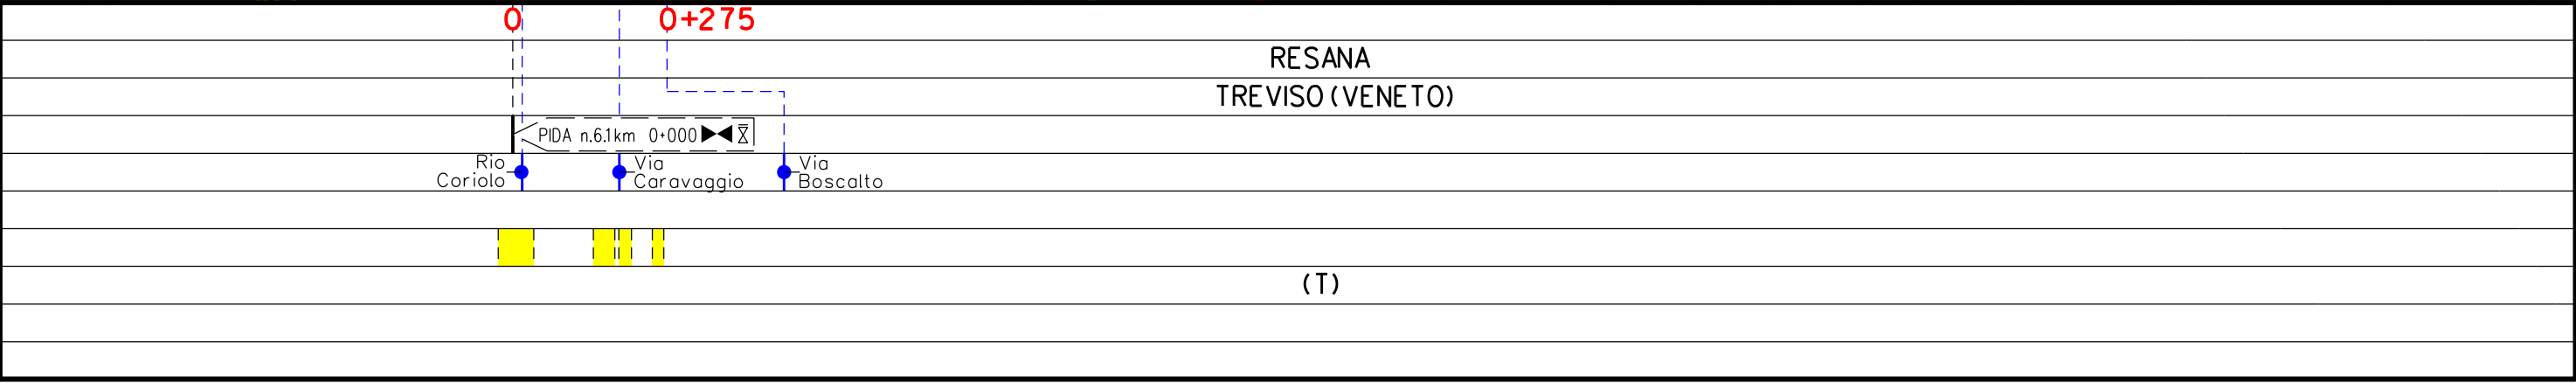 0 0+275
RESANA
TREVISO (VENETO)
PIDA n.6.1km 0+000
Rio
Coriolo
Via
Caravaggio
Via
Boscalto
(T)